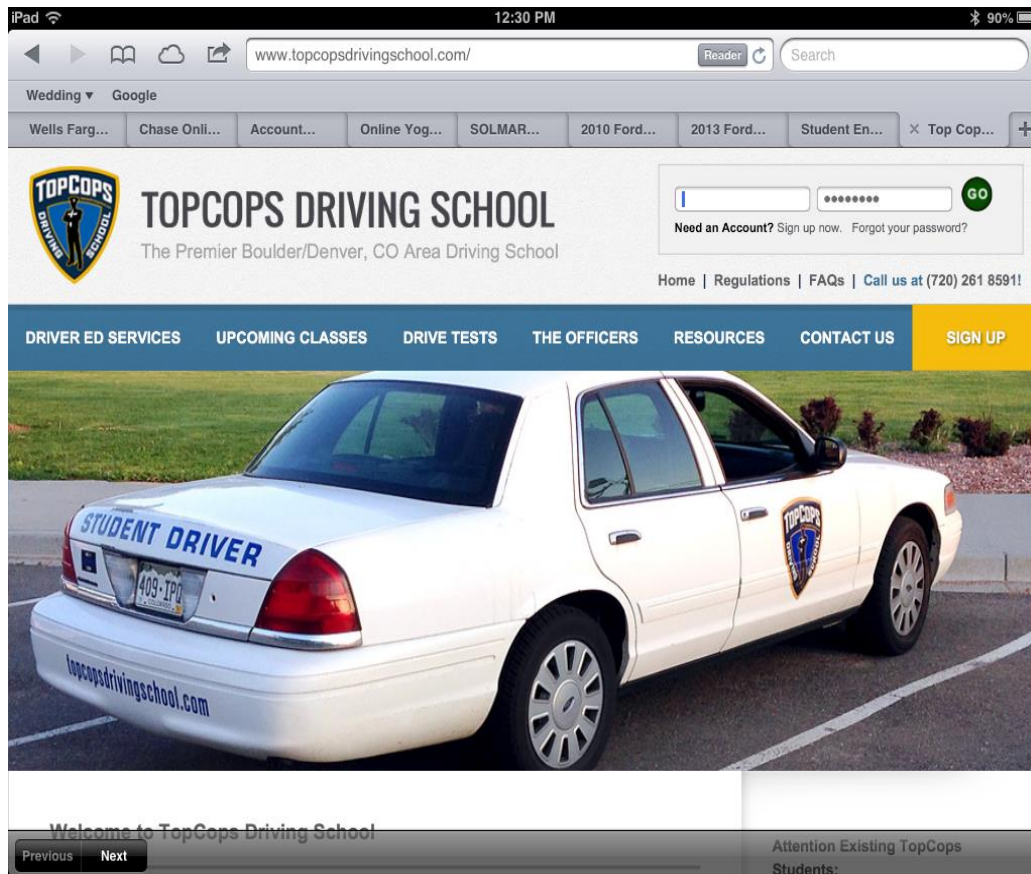 iPad 12:30 PM 90%
www.topcopsdrivingschool.com/ Reader Search
Wedding ▾ Google
Wells Farg... Chase Onli... Account... Online Yog... SOLMAR... 2010 Ford... 2013 Ford... Student En... × Top Cop... +
TOPCOPS
DRIVING SCHOOL
TOPCOPS DRIVING SCHOOL
The Premier Boulder/Denver, CO Area Driving School
•••••••• GO
Need an Account? Sign up now. Forgot your password?
Home | Regulations | FAQs | Call us at (720) 261 8591!
DRIVER ED SERVICES UPCOMING CLASSES DRIVE TESTS THE OFFICERS RESOURCES CONTACT US SIGN UP
STUDENT DRIVER
409·IPQ
COLORADO
topcopsdrivingschool.com
TOPCOPS
Welcome to TopCops Driving School
Previous Next
Attention Existing TopCops
Students: